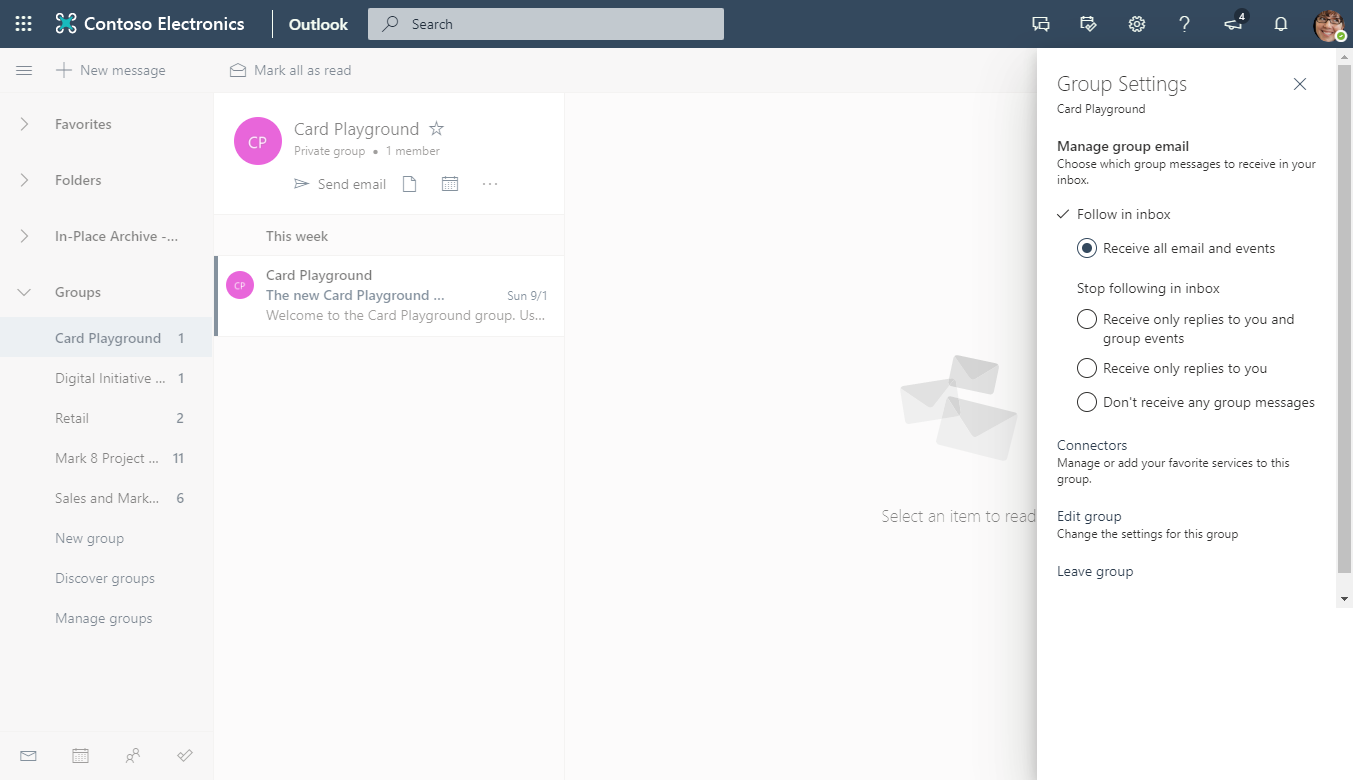 Contoso Electronics
Outlook
Search
4
New message
Mark all as read
Favorites
Folders
In-Place Archive -...
Groups
Card Playground 1
Digital Initiative ... 1
Retail 2
Mark 8 Project ... 11
Sales and Mark... 6
New group
Discover groups
Manage groups
CP
Card Playground
Private group • 1 member
Send email
...
This week
CP
Card Playground
The new Card Playground ... Sun 9/1
Welcome to the Card Playground group. Us...
Select an item to read
Group Settings
Card Playground
Manage group email
Choose which group messages to receive in your
inbox.
Follow in inbox
Receive all email and events
Stop following in inbox
Receive only replies to you and
group events
Receive only replies to you
Don't receive any group messages
Connectors
Manage or add your favorite services to this
group.
Edit group
Change the settings for this group
Leave group